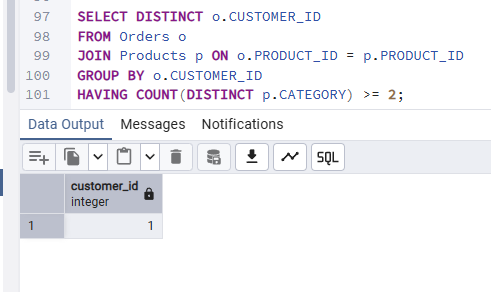 97 SELECT DISTINCT o.CUSTOMER_ID
98 FROM Orders o
99 JOIN Products p ON o.PRODUCT_ID = p.PRODUCT_ID
100 GROUP BY o.CUSTOMER_ID
101 HAVING COUNT(DISTINCT p.CATEGORY) >= 2;
Data Output Messages Notifications
SQL
customer_id
integer
1 1